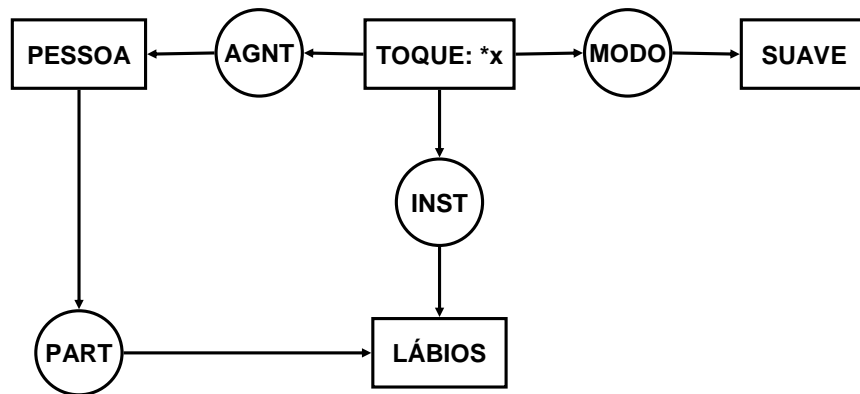 PESSOA
AGNT
TOQUE: *x
MODO
SUAVE
INST
PART
LÁBIOS